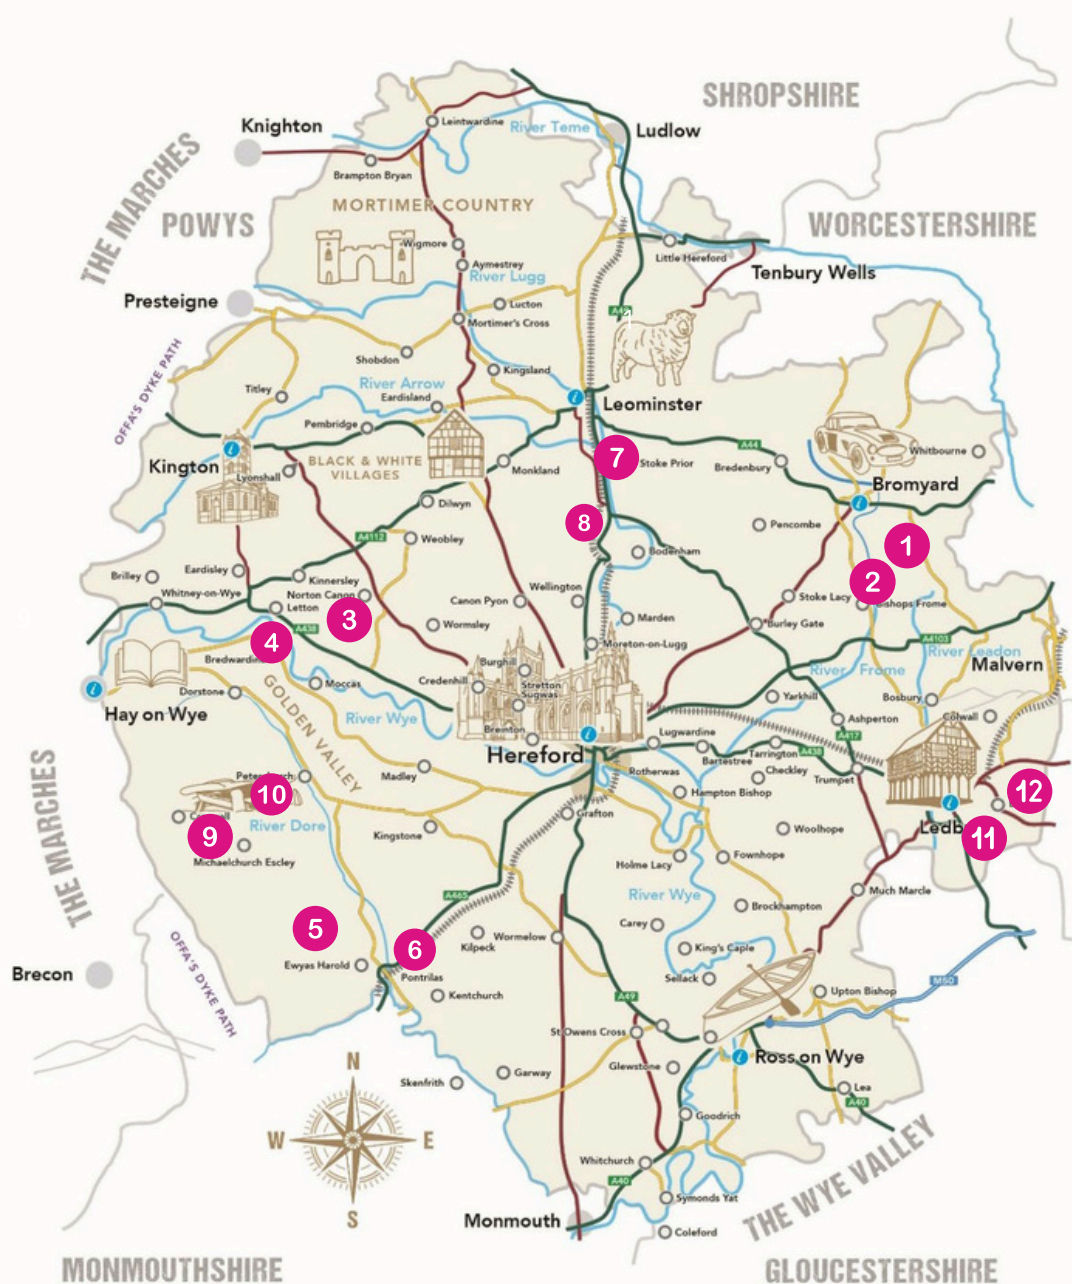 SHROPSHIRE
Knighton
Leintwardine
River Teme
Ludlow
THE MARCHES
Brampton Bryan
MORTIMER COUNTRY
POWYS
WORCESTERSHIRE
Wigmore
Little Hereford
Aymestrey
River Lugg
Tenbury Wells
Presteigne
Lucton
Mortimer's Cross
OFFA'S DYKE PATH
Shobdon
Kingsland
River Arrow
Titley
Eardisland
Leominster
Pembridge
A44
Whitbourne
Kington
BLACK & WHITE
VILLAGES
Monkland
7
Stoke Prior
Bredenbury
Lyonshall
Bromyard
Dilwyn
8
Pencombe
A4112
Weobley
1
Bodenham
Brilley
Eardisley
Kinnersley
2
Whitney-on-Wye
Norton Canon
Wellington
Stoke Lacy
Bishops Frome
Letton
3
Canon Pyon
Marden
A438
Wormsley
Burley Gate
4
Moreton-on-Lugg
A4103
River Leadon
Malvern
Burghill
River Frome
Dorstone
Moccas
Credenhill
Stretton
Sugwas
Yarkhill
Bosbury
GOLDEN VALLEY
Hay on Wye
River Wye
Breinton
Ashperton
Colwall
Lugwardine
A417
Hereford
Bartestree
Tarrington
A438
THE MARCHES
Madley
Rotherwas
Checkley
Trumpet
Hampton Bishop
10
12
River Dore
Grafton
9
Kingstone
Woolhope
11
Michaelchurch Escley
Holme Lacy
Fownhope
A465
River Wye
Much Marcle
Brockhampton
5
Carey
OFFA'S DYKE PATH
6
Kilpeck
Wormelow
King's Caple
Brecon
Ewyas Harold
Pontrilas
Sellack
M50
Kentchurch
A49
Upton Bishop
St Owens Cross
Ross on Wye
N
Glewstone
Skenfrith
Garway
Lea
A40
Goodrich
W
E
Whitchurch
THE WYE VALLEY
A40
Symonds Yat
S
Monmouth
Coleford
MONMOUTHSHIRE
GLOUCESTERSHIRE